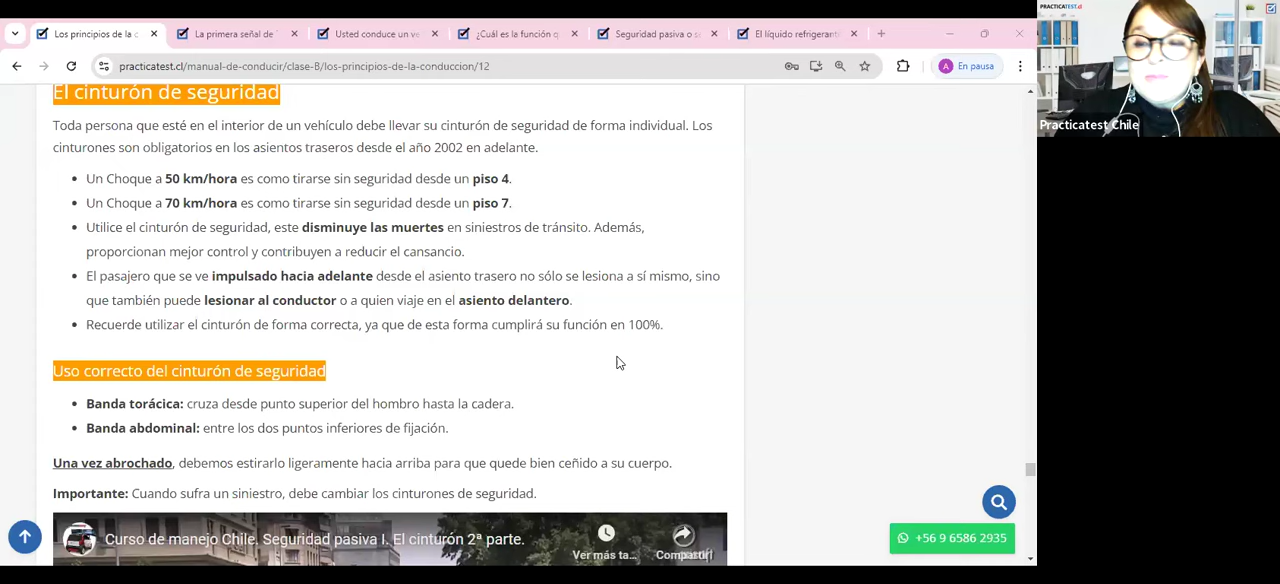 Los principios de la c
La primera señal de
Usted conduce un ve
¿Cuál es la función q
Seguridad pasiva o s
El líquido refrigerant
practicatest.cl/manual-de-conducir/clase-B/los-principios-de-la-conduccion/12
A
En pausa
PRACTICATEST.cl
Practicatest Chile
El cinturón de seguridad
Toda persona que esté en el interior de un vehículo debe llevar su cinturón de seguridad de forma individual. Los
cinturones son obligatorios en los asientos traseros desde el año 2002 en adelante.
Un Choque a 50 km/hora es como tirarse sin seguridad desde un piso 4.
Un Choque a 70 km/hora es como tirarse sin seguridad desde un piso 7.
Utilice el cinturón de seguridad, este disminuye las muertes en siniestros de tránsito. Además,
proporcionan mejor control y contribuyen a reducir el cansancio.
El pasajero que se ve impulsado hacia adelante desde el asiento trasero no sólo se lesiona a sí mismo, sino
que también puede lesionar al conductor o a quien viaje en el asiento delantero.
Recuerde utilizar el cinturón de forma correcta, ya que de esta forma cumplirá su función en 100%.
Uso correcto del cinturón de seguridad
Banda torácica: cruza desde punto superior del hombro hasta la cadera.
Banda abdominal: entre los dos puntos inferiores de fijación.
Una vez abrochado, debemos estirarlo ligeramente hacia arriba para que quede bien ceñido a su cuerpo.
Importante: Cuando sufra un siniestro, debe cambiar los cinturones de seguridad.
Curso de manejo Chile. Seguridad pasiva I. El cinturón 2ª parte.
Ver más ta...
Compartir
+56 9 6586 2935